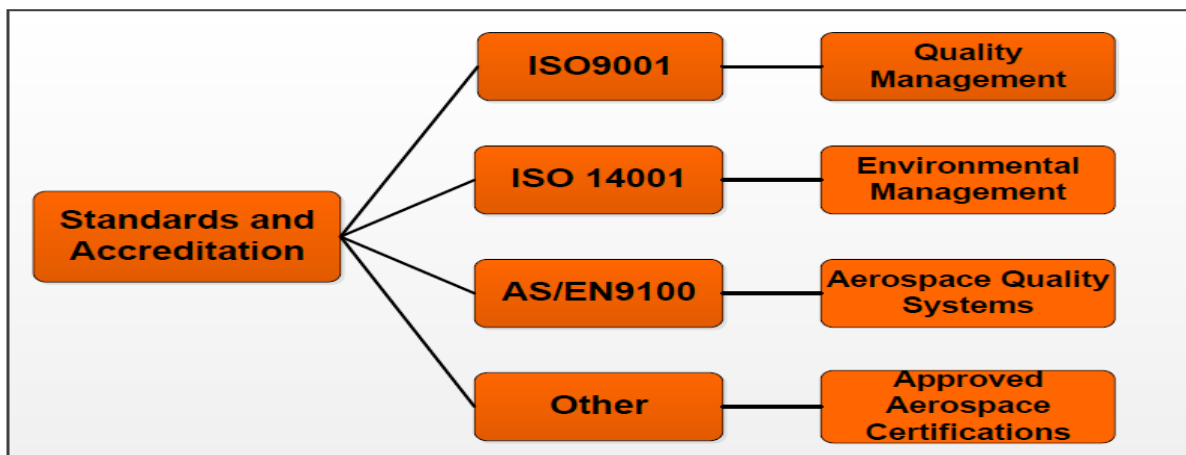 Standards and
Accreditation
ISO9001
Quality
Management
ISO 14001
Environmental
Management
AS/EN9100
Aerospace Quality
Systems
Other
Approved
Aerospace
Certifications